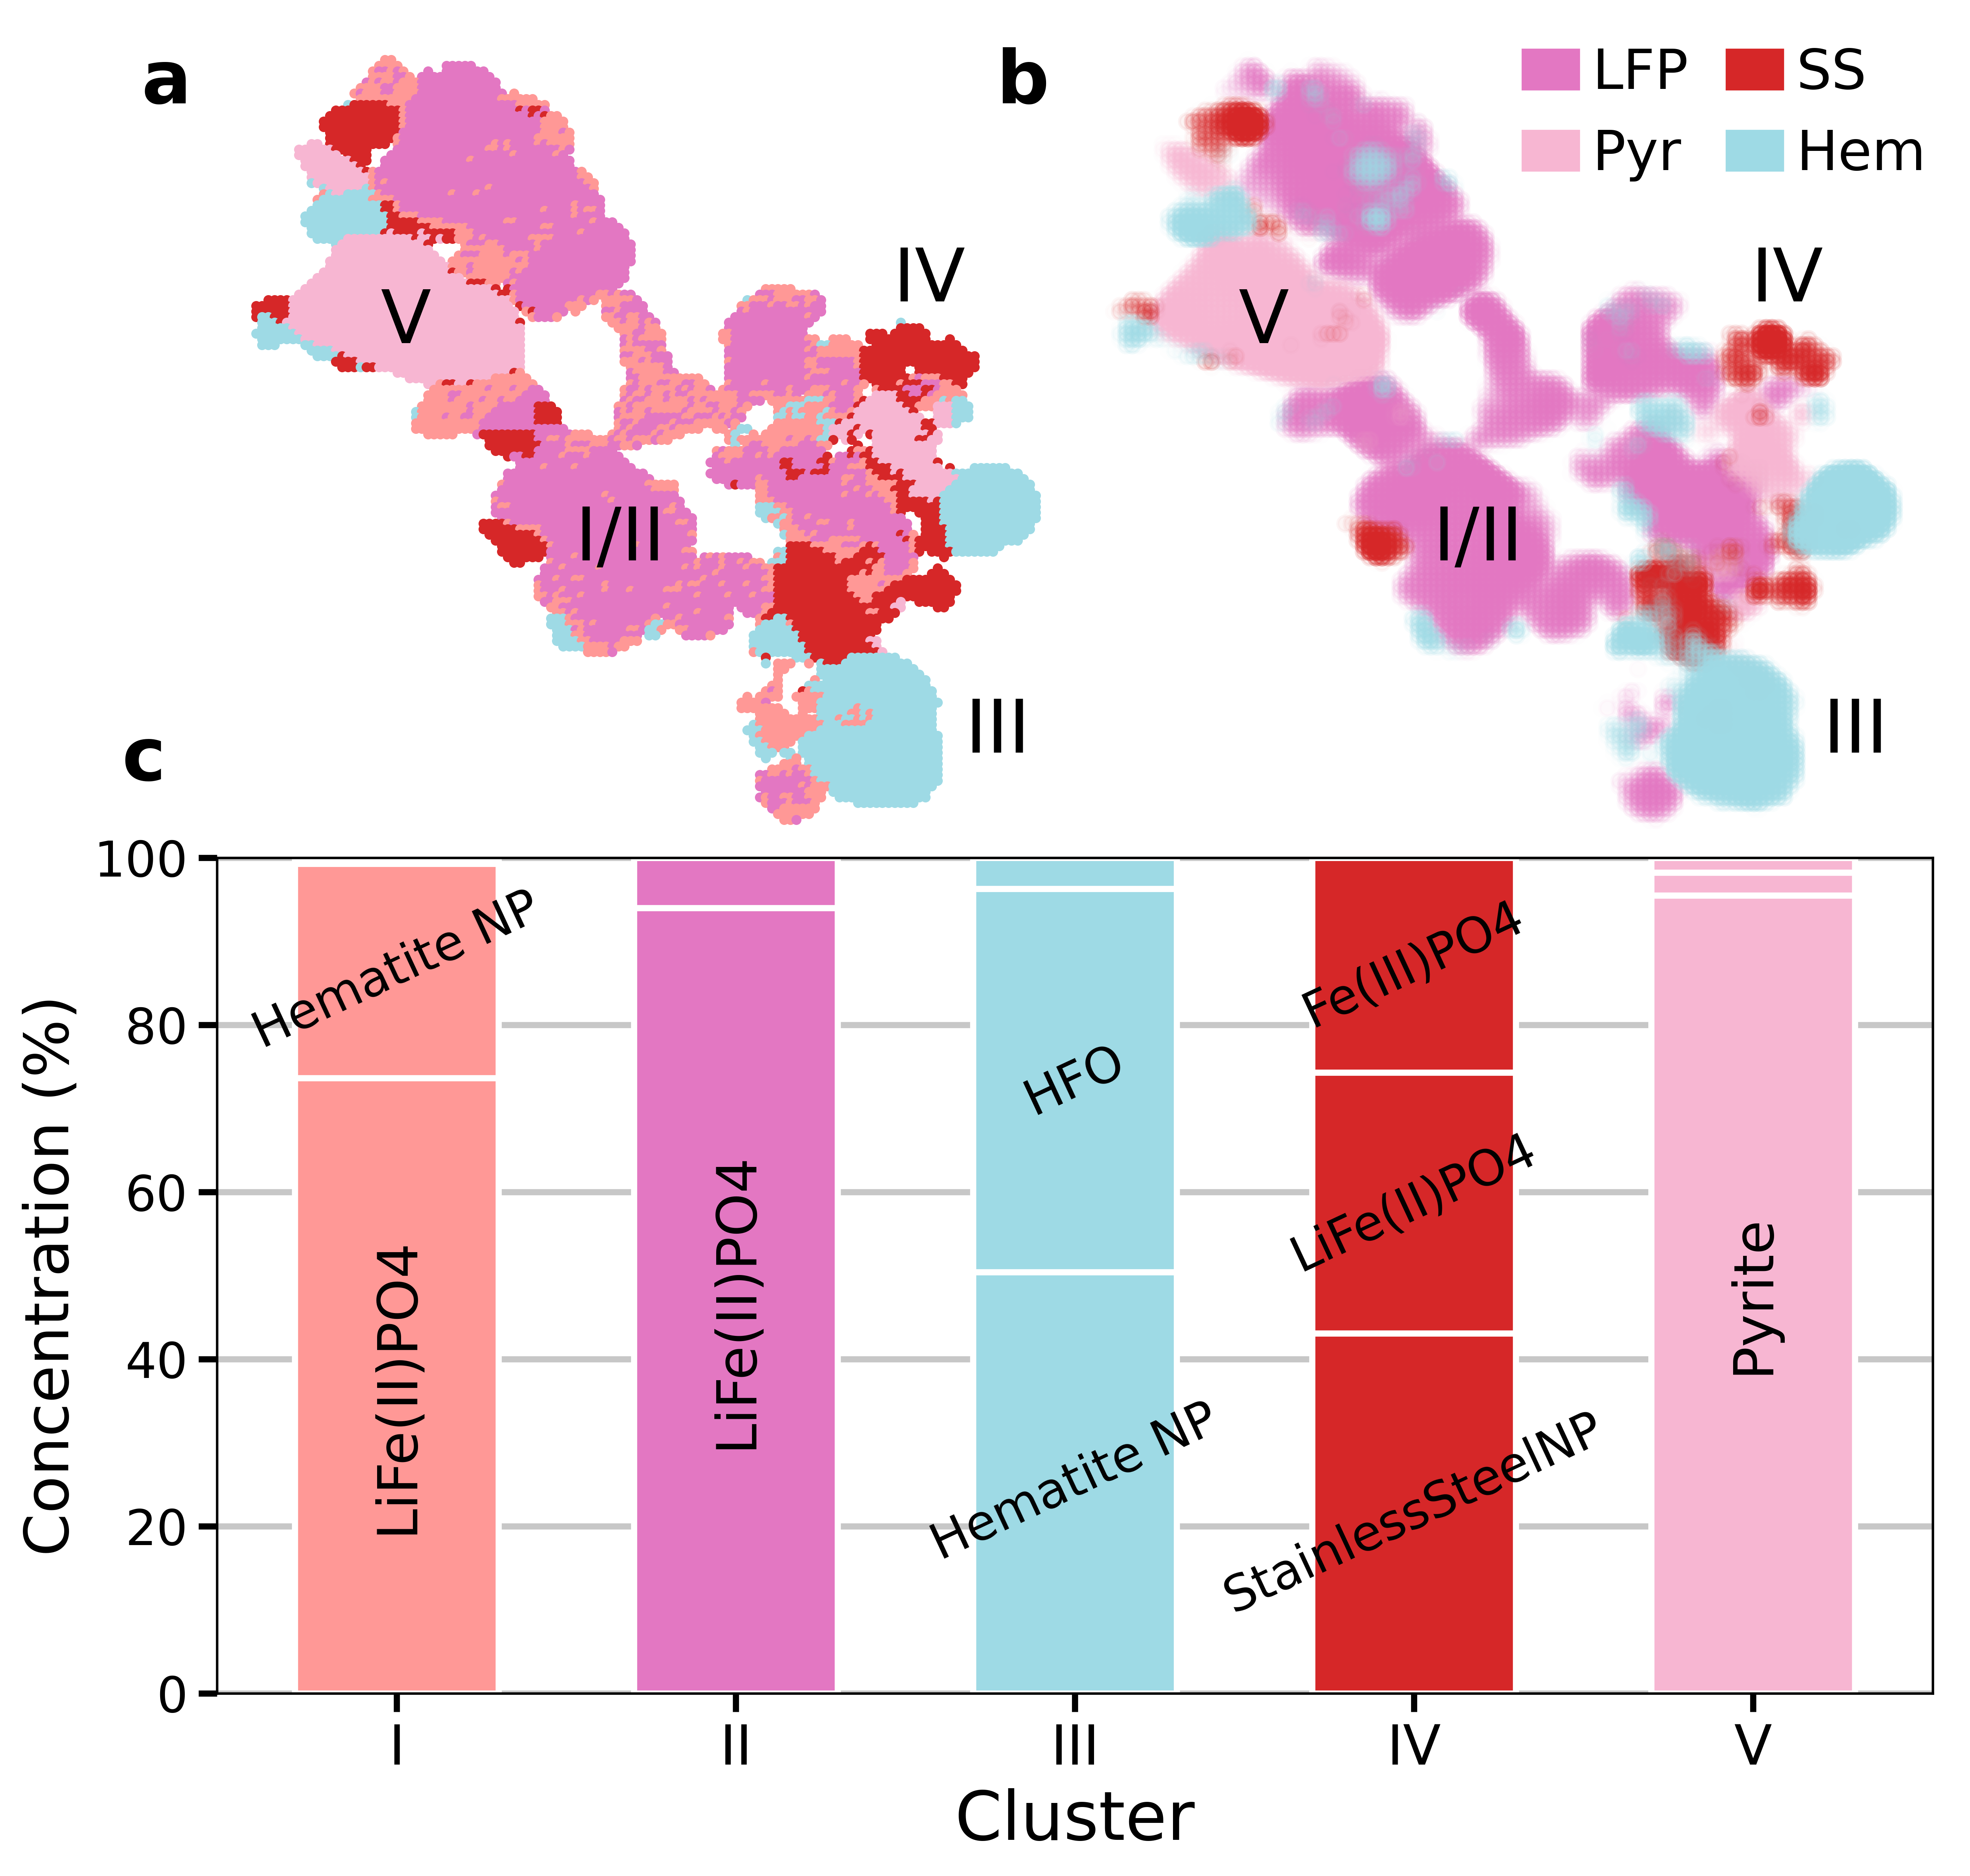 a
b
LFP
SS
Pyr
Hem
IV
IV
V
V
I/II
I/II
III
III
c
100
80
60
40
20
0
Concentration (%)
Hematite NP
LiFe(II)PO4
LiFe(II)PO4
HFO
Hematite NP
Fe(III)PO4
LiFe(II)PO4
StainlessSteelNP
Pyrite
I
II
III
IV
V
Cluster